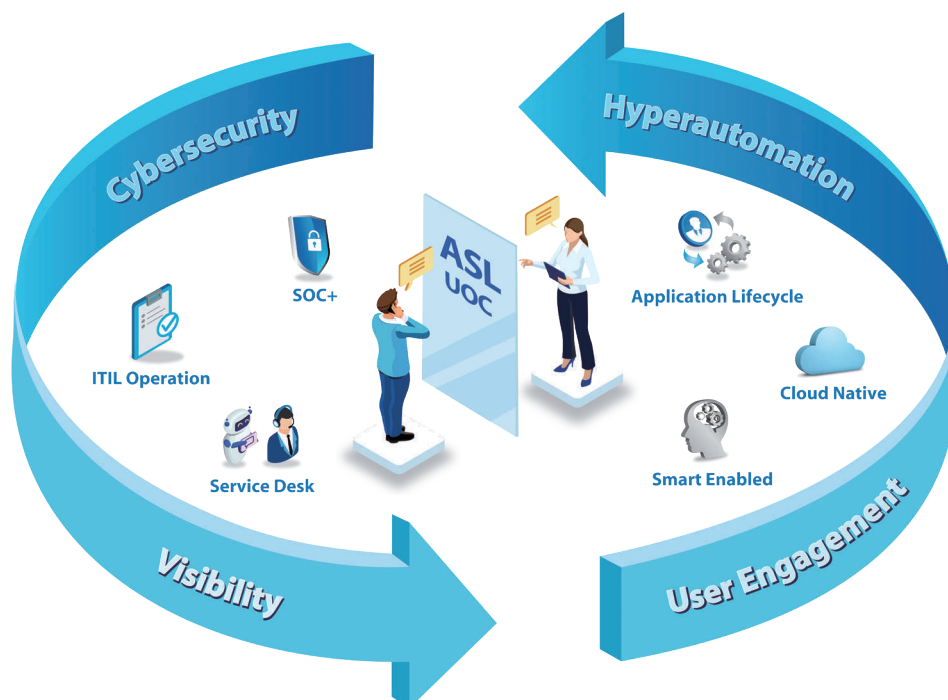 Cybersecurity
Hyperautomation
SOC+
ASL
UOC
Application Lifecycle
ITIL Operation
Cloud Native
Service Desk
Smart Enabled
Visibility
User Engagement